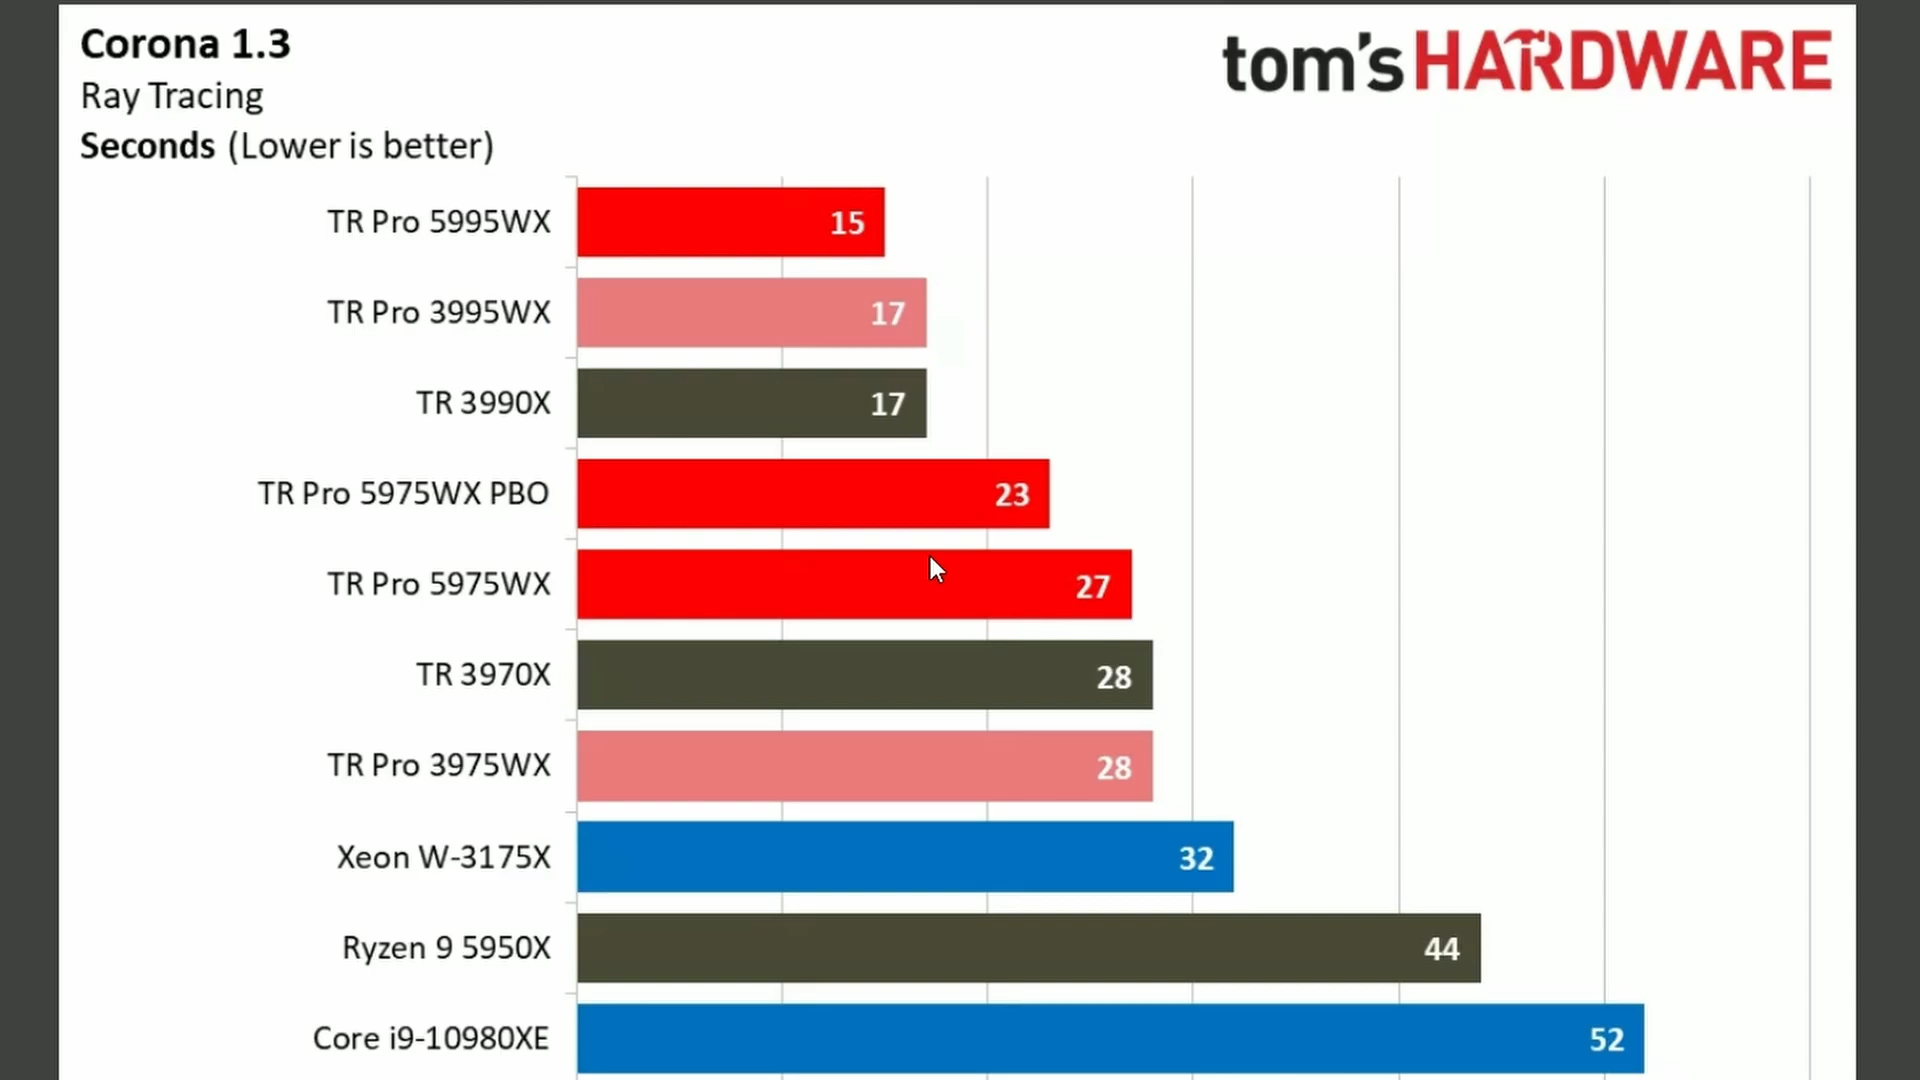 Corona 1.3
tom's HARDWARE
Ray Tracing
Seconds (Lower is better)
TR Pro 5995WX 15
TR Pro 3995WX 17
TR 3990X 17
TR Pro 5975WX PBO 23
TR Pro 5975WX 27
TR 3970X 28
TR Pro 3975WX 28
Xeon W-3175X 32
Ryzen 9 5950X 44
Core i9-10980XE 52